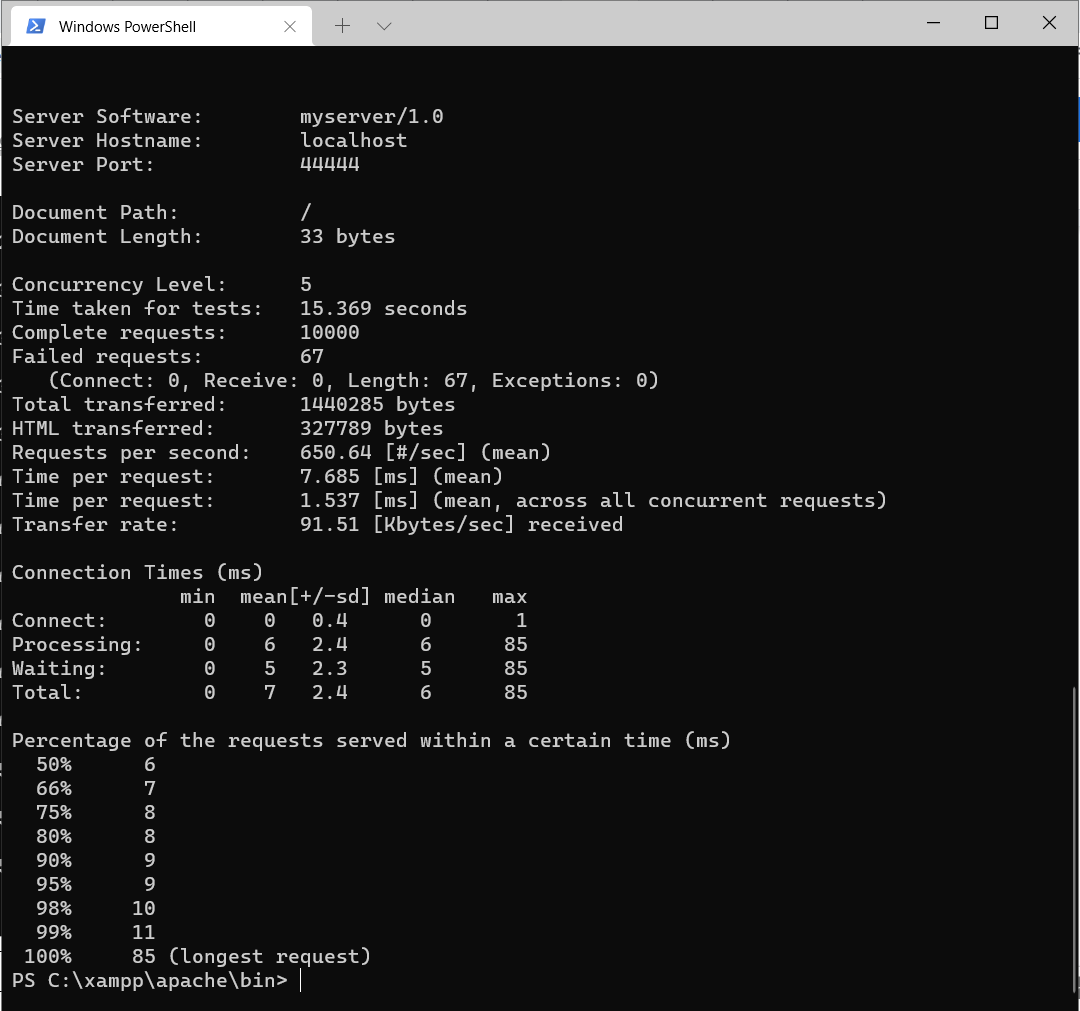 Windows PowerShell
Server Software:        myserver/1.0
Server Hostname:        localhost
Server Port:            44444
Document Path:          /
Document Length:        33 bytes
Concurrency Level:      5
Time taken for tests:   15.369 seconds
Complete requests:      10000
Failed requests:        67
   (Connect: 0, Receive: 0, Length: 67, Exceptions: 0)
Total transferred:      1440285 bytes
HTML transferred:       327789 bytes
Requests per second:    650.64 [#/sec] (mean)
Time per request:       7.685 [ms] (mean)
Time per request:       1.537 [ms] (mean, across all concurrent requests)
Transfer rate:          91.51 [Kbytes/sec] received
Connection Times (ms)
              min  mean[+/-sd] median   max
Connect:        0    0   0.4      0       1
Processing:     0    6   2.4      6      85
Waiting:        0    5   2.3      5      85
Total:          0    7   2.4      6      85
Percentage of the requests served within a certain time (ms)
  50%      6
  66%      7
  75%      8
  80%      8
  90%      9
  95%      9
  98%     10
  99%     11
 100%     85 (longest request)
PS C:\xampp\apache\bin>